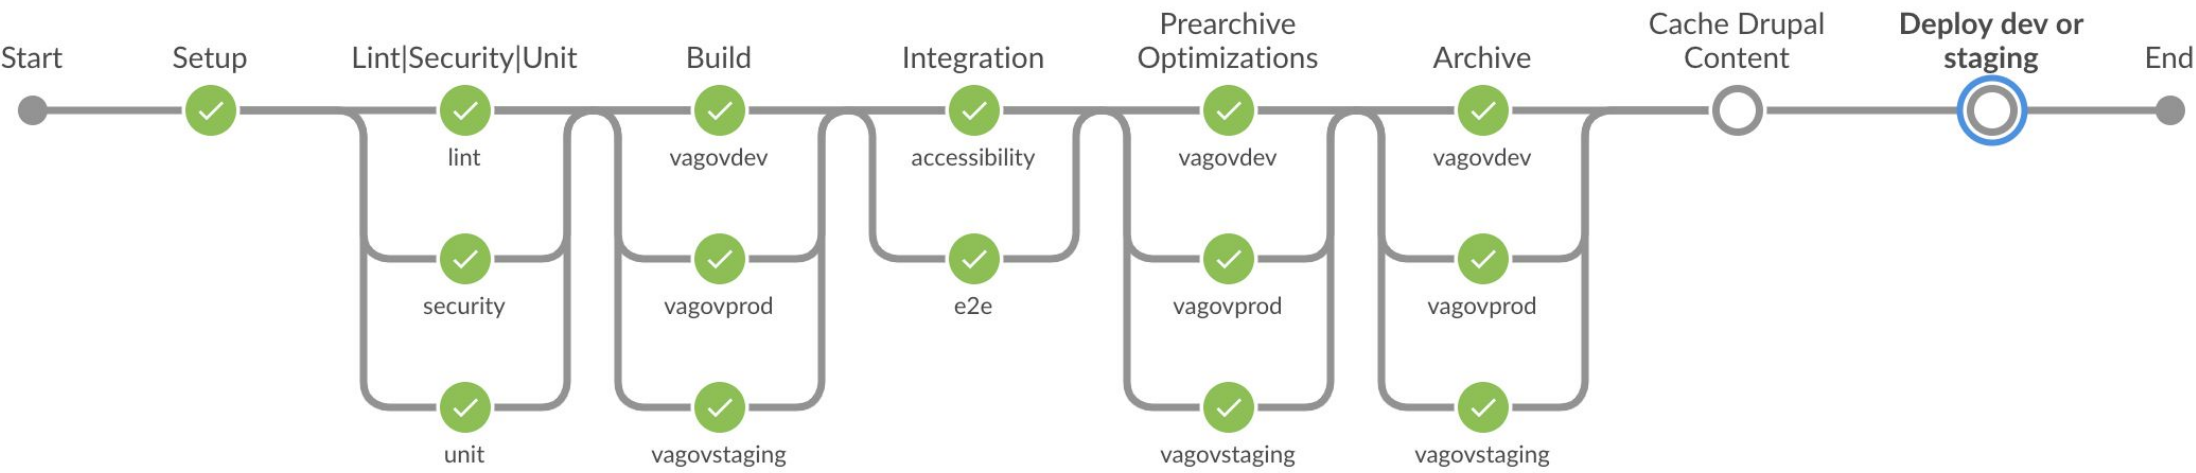 Start
Setup
Lint|Security|Unit
Build
Integration
Prearchive
Optimizations
Archive
Cache Drupal
Content
Deploy dev or
staging
End
lint
vagovdev
accessibility
vagovdev
vagovdev
security
vagovprod
e2e
vagovprod
vagovprod
unit
vagovstaging
vagovstaging
vagovstaging